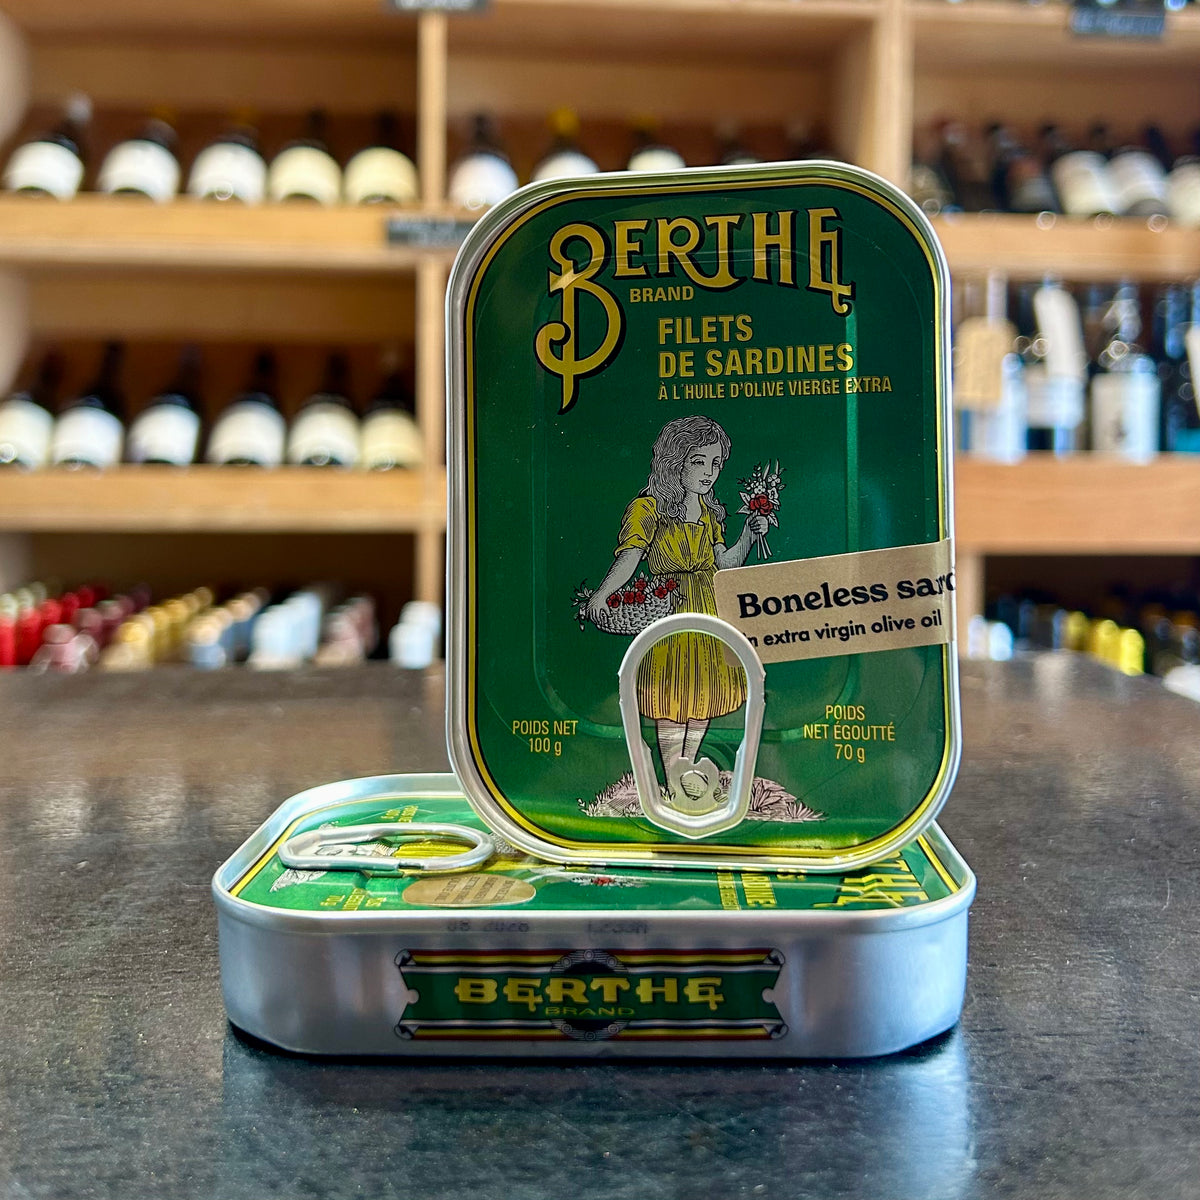 BERTHE
BRAND
FILETS
DE SARDINES
À L'HUILE D'OLIVE VIERGE EXTRA
Boneless sard
n extra virgin olive oil
POIDS NET
100 g
POIDS
NET ÉGOUTTÉ
70 g
BERTHE
BRAND